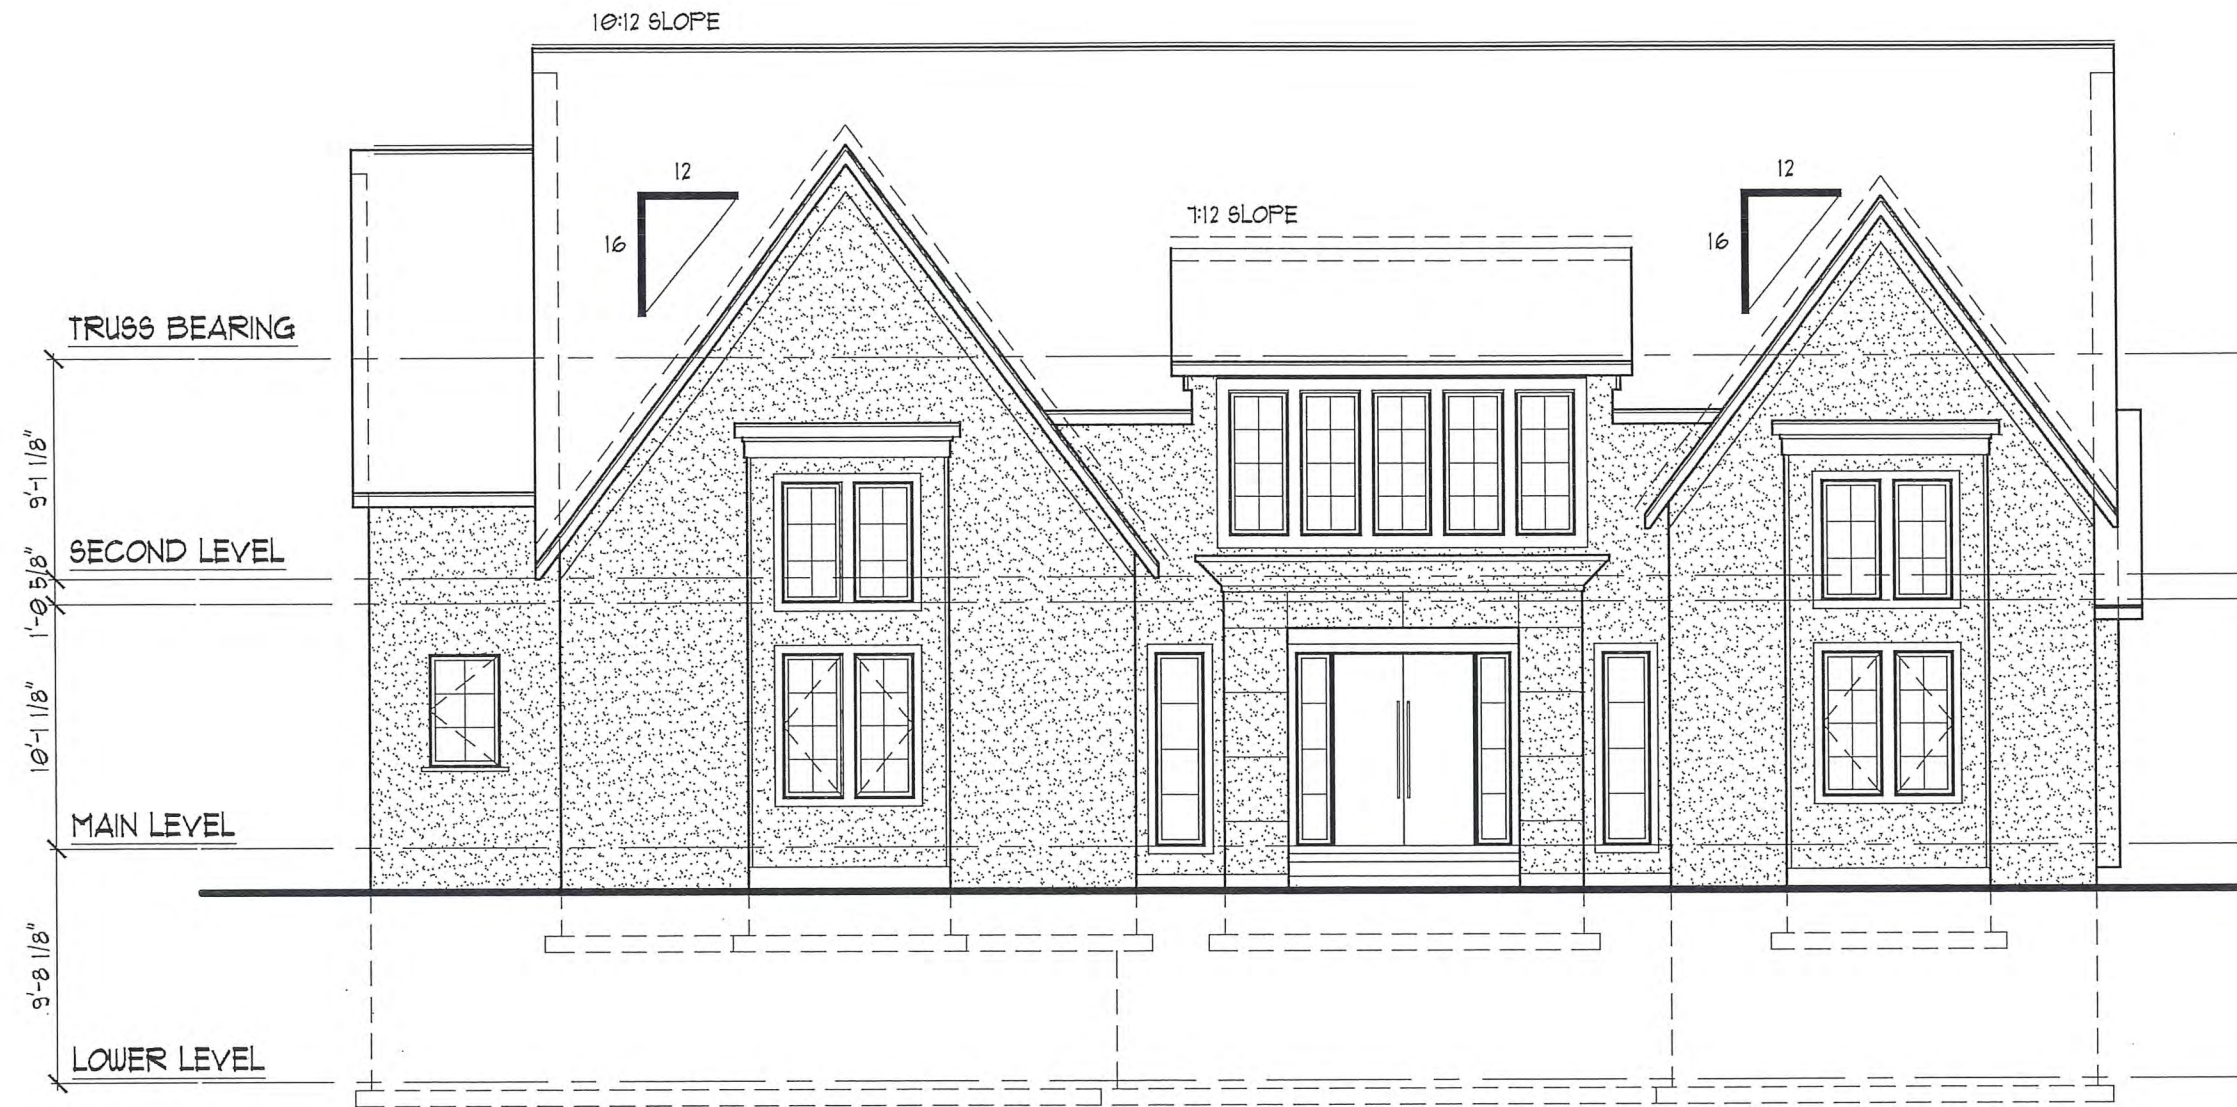 10:12 SLOPE
12
16
7:12 SLOPE
12
16
TRUSS BEARING
9'-1 1/8"
SECOND LEVEL
1'-0 5/8"
10'-1 1/8"
MAIN LEVEL
9'-8 1/8"
LOWER LEVEL